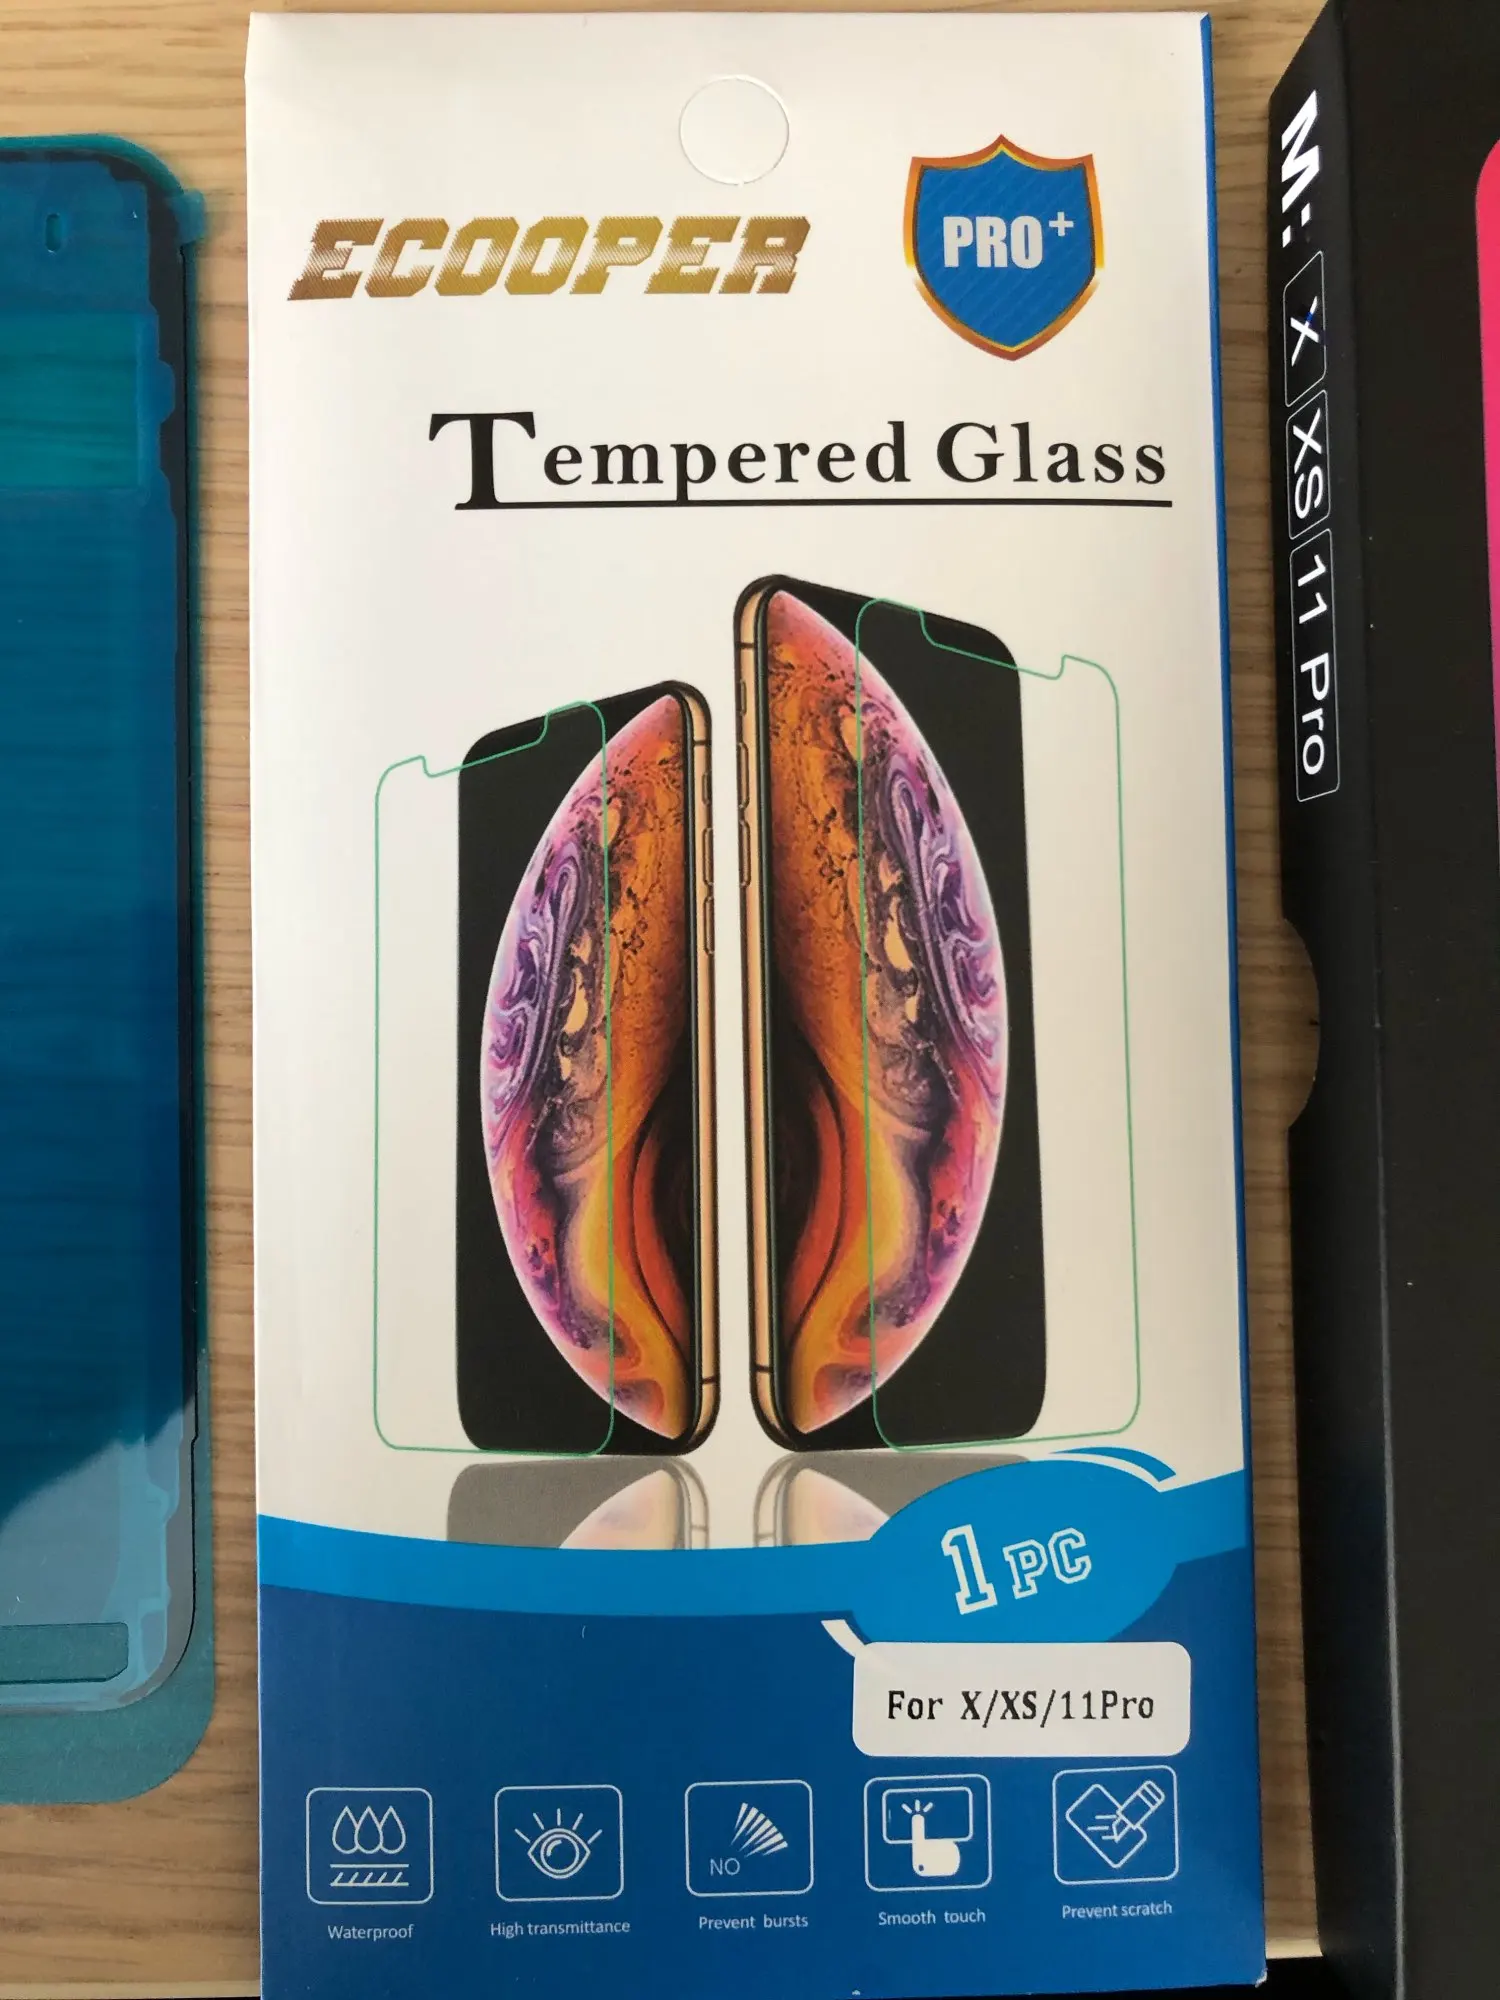 ECOOPER
PRO+
Tempered Glass
1 PC
For X/XS/11Pro
NO
Waterproof
High transmittance
Prevent bursts
Smooth touch
Prevent scratch
M: X XS 11 Pro